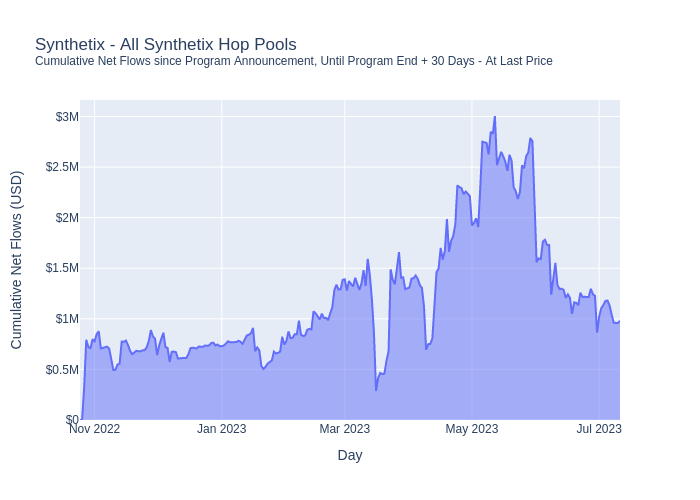 Synthetix - All Synthetix Hop Pools
Cumulative Net Flows since Program Announcement, Until Program End + 30 Days - At Last Price
$3M
$2.5M
$2M
$1.5M
$1M
$0.5M
$0
Cumulative Net Flows (USD)
Nov 2022
Jan 2023
Mar 2023
May 2023
Jul 2023
Day